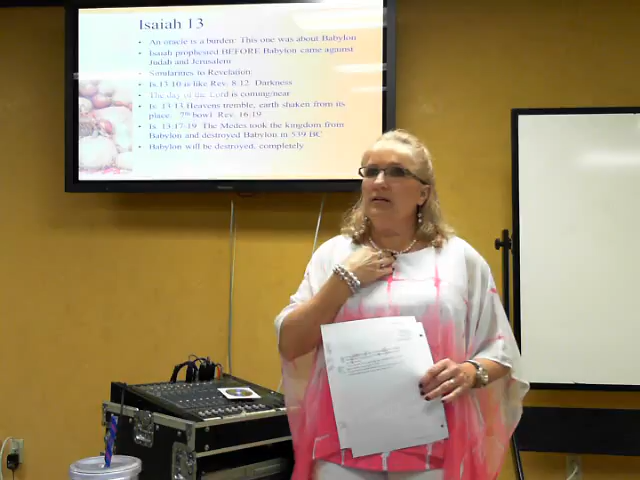 Isaiah 13
• An oracle is a burden: This one was about Babylon
• Isaiah prophesied BEFORE Babylon came against
Judah and Jerusalem
• Similarities to Revelation:
• Is.13:10 is like Rev. 8:12 Darkness
• The day of the Lord is coming/near
• Is. 13:13 Heavens tremble, earth shaken from its
place. 7th bowl Rev. 16:19
• Is. 13:17-19 The Medes took the kingdom from
Babylon and destroyed Babylon in 539 BC
• Babylon will be destroyed, completely